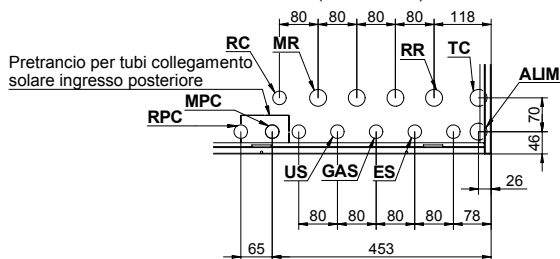 80 80 80 80 118
RC MR RR TC
Pretrancio per tubi collegamento
solare ingresso posteriore
ALIM
MPC
RPC
70
46
US GAS ES
26
80 80 80 80 78
65 453